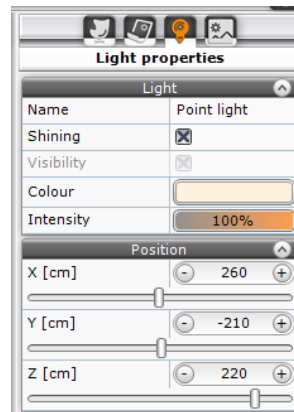 Light properties
Light
Name Point light
Shining
Visibility
Colour
Intensity 100%
Position
X [cm] - 260 +
Y [cm] - -210 +
Z [cm] - 220 +